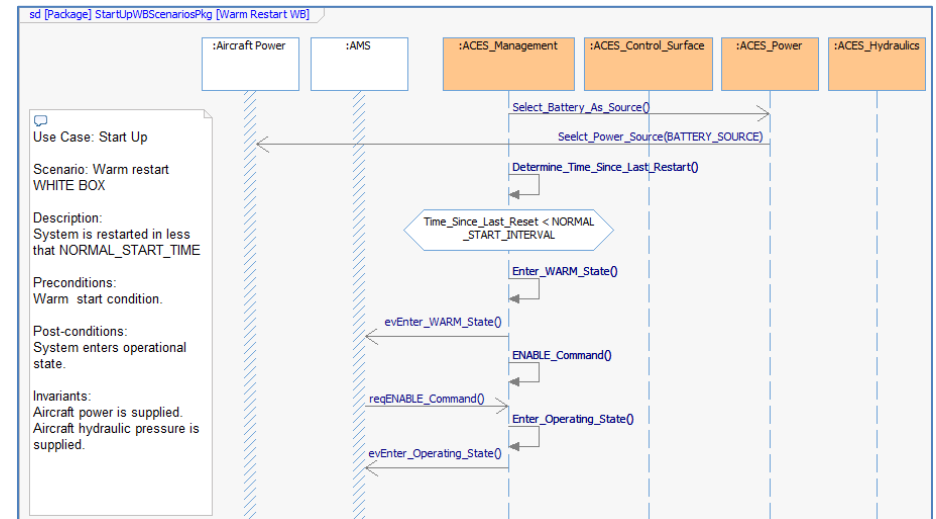 sd [Package] StartUpWBScenariosPkg [Warm Restart WB]
:Aircraft Power
:AMS
:ACES_Management
:ACES_Control_Surface
:ACES_Power
:ACES_Hydraulics
Use Case: Start Up
Scenario: Warm restart
WHITE BOX
Description:
System is restarted in less
that NORMAL_START_TIME
Preconditions:
Warm start condition.
Post-conditions:
System enters operational
state.
Invariants:
Aircraft power is supplied.
Aircraft hydraulic pressure is
supplied.
Select_Battery_As_Source()
Seelct_Power_Source(BATTERY_SOURCE)
Determine_Time_Since_Last_Restart()
Time_Since_Last_Reset < NORMAL
_START_INTERVAL
Enter_WARM_State()
evEnter_WARM_State()
ENABLE_Command()
reqENABLE_Command()
Enter_Operating_State()
evEnter_Operating_State()